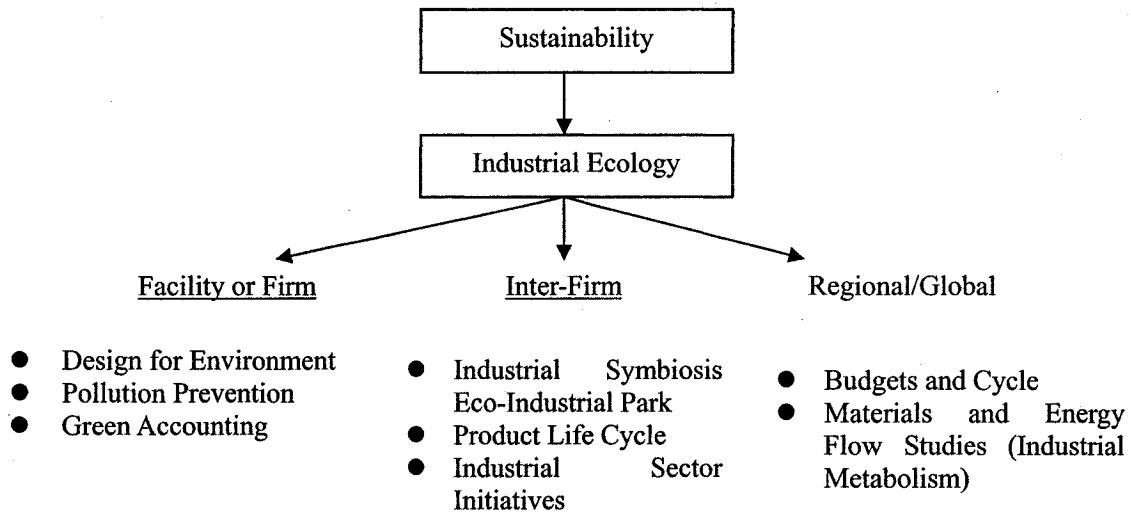 Sustainability
Industrial Ecology
Facility or Firm
Inter-Firm
Regional/Global
● Design for Environment
● Pollution Prevention
● Green Accounting
● Industrial Symbiosis
Eco-Industrial Park
● Product Life Cycle
● Industrial Sector
Initiatives
● Budgets and Cycle
● Materials and Energy
Flow Studies (Industrial
Metabolism)